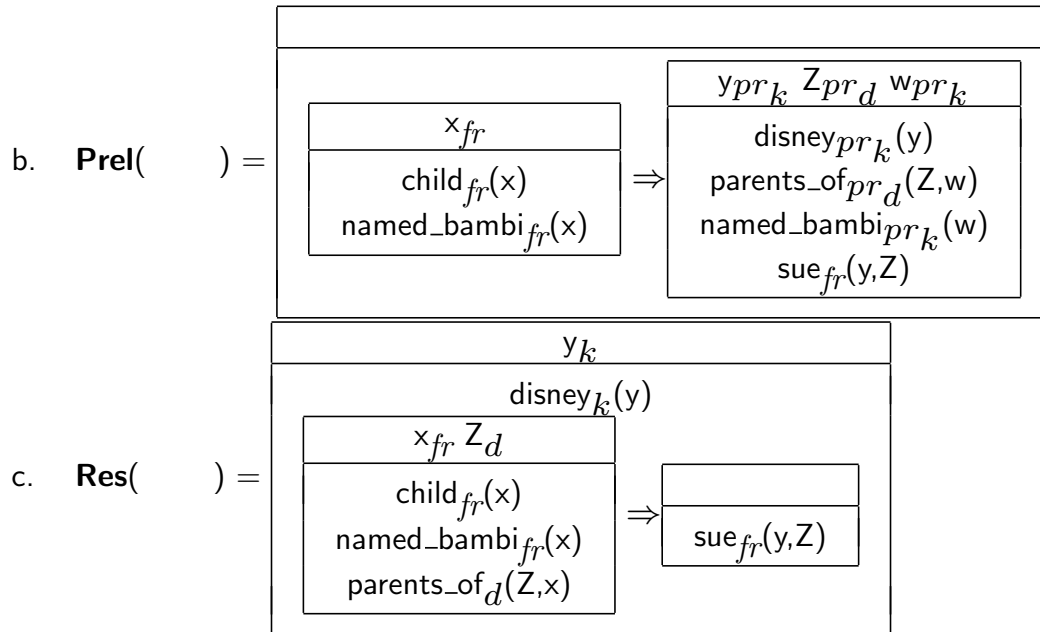 x_fr
child_fr(x)
named_bambi_fr(x)
⇒
y_pr_k Z_pr_d w_pr_k
disney_pr_k(y)
parents_of_pr_d(Z,w)
named_bambi_pr_k(w)
sue_fr(y,Z)
b. Prel( ) =
y_k
disney_k(y)
x_fr Z_d
child_fr(x)
named_bambi_fr(x)
parents_of_d(Z,x)
⇒
sue_fr(y,Z)
c. Res( ) =